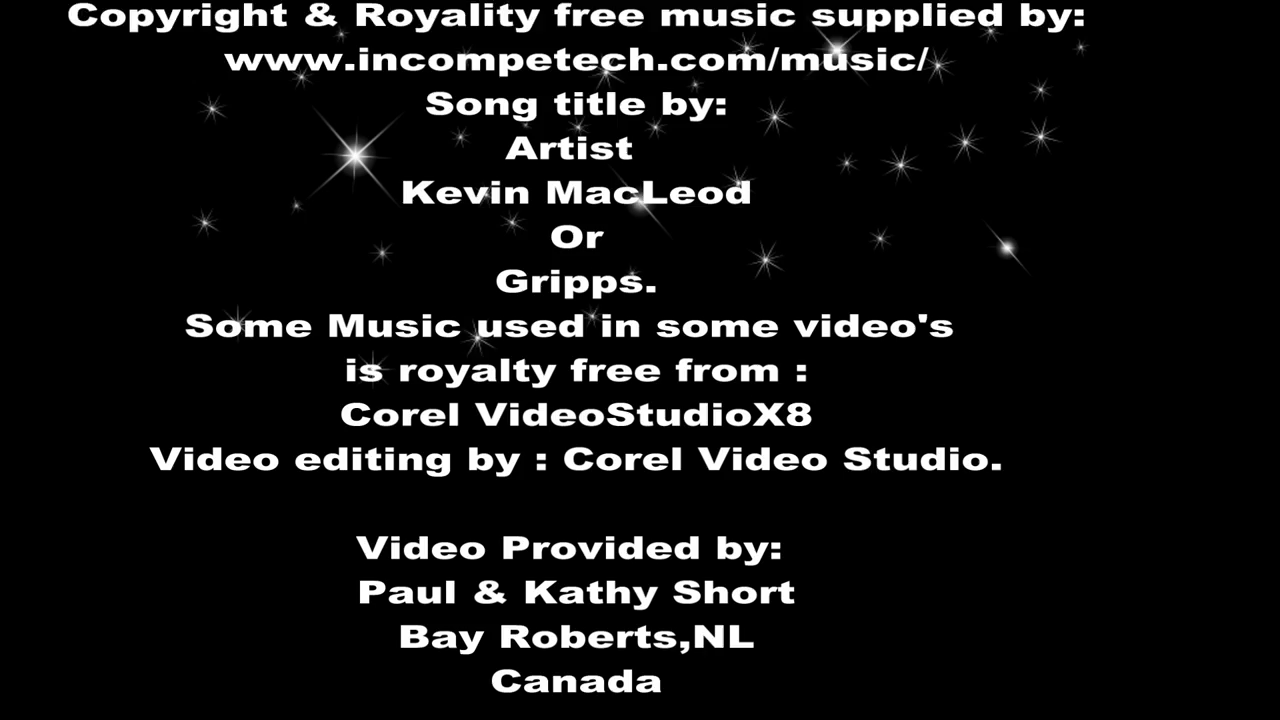 Copyright & Royality free music supplied by:
www.incompetech.com/music/
Song title by:
Artist
Kevin MacLeod
Or
Gripps.
Some Music used in some video's
is royalty free from :
Corel VideoStudioX8
Video editing by : Corel Video Studio.
Video Provided by:
Paul & Kathy Short
Bay Roberts,NL
Canada